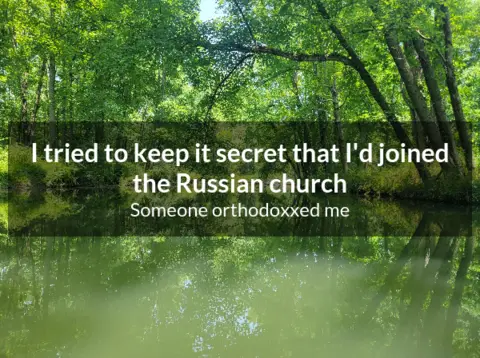 I tried to keep it secret that I'd joined
the Russian church
Someone orthodoxxed me